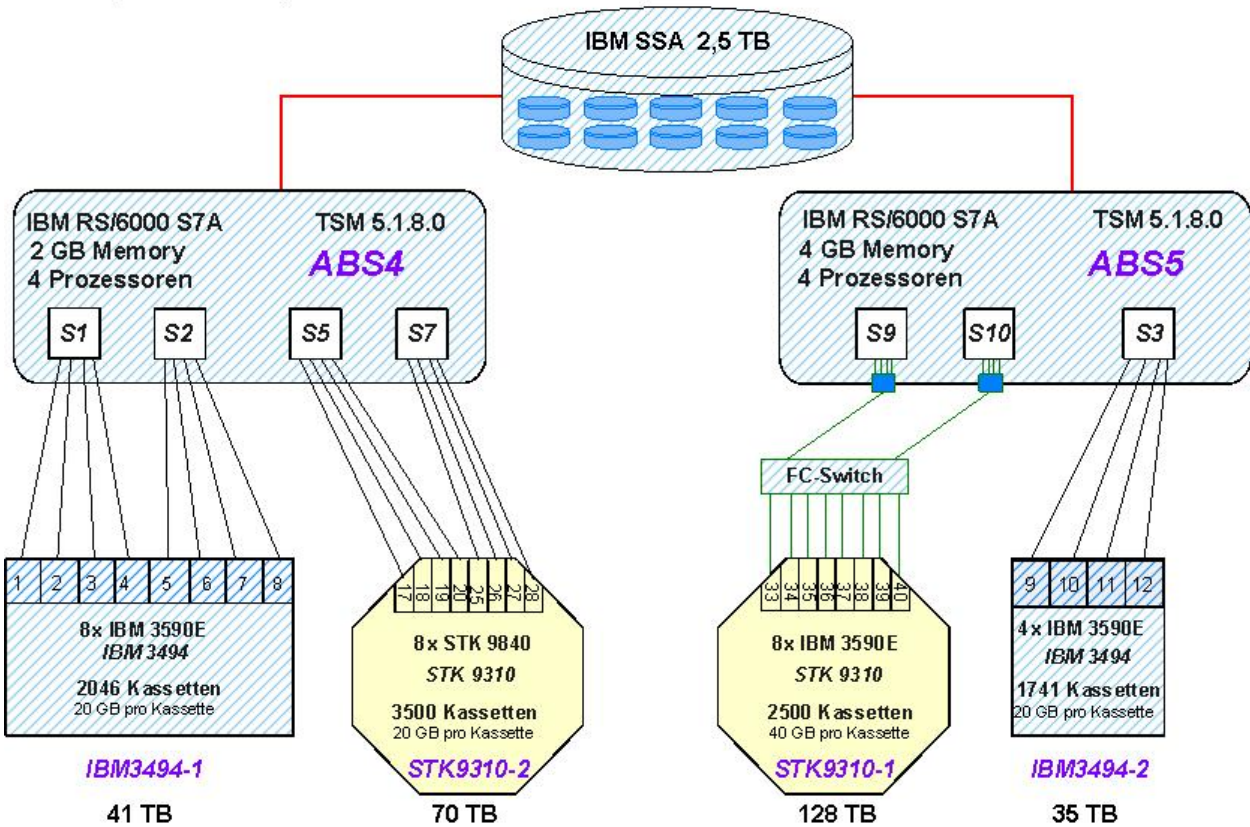 IBM SSA 2,5 TB
IBM RS/6000 S7A TSM 5.1.8.0
2 GB Memory
4 Prozessoren
ABS4
S1 S2 S5 S7
IBM RS/6000 S7A TSM 5.1.8.0
4 GB Memory
4 Prozessoren
ABS5
S9 S10 S3
FC-Switch
1 2 3 4 5 6 7 8
8x IBM 3590E
IBM 3494
2046 Kassetten
20 GB pro Kassette
IBM3494-1
41 TB
17 18 19 20 25 26 27 28
8x STK 9840
STK 9310
3500 Kassetten
20 GB pro Kassette
STK9310-2
70 TB
33 34 35 36 37 38 39 40
8x IBM 3590E
STK 9310
2500 Kassetten
40 GB pro Kassette
STK9310-1
128 TB
9 10 11 12
4x IBM 3590E
IBM 3494
1741 Kassetten
20 GB pro Kassette
IBM3494-2
35 TB